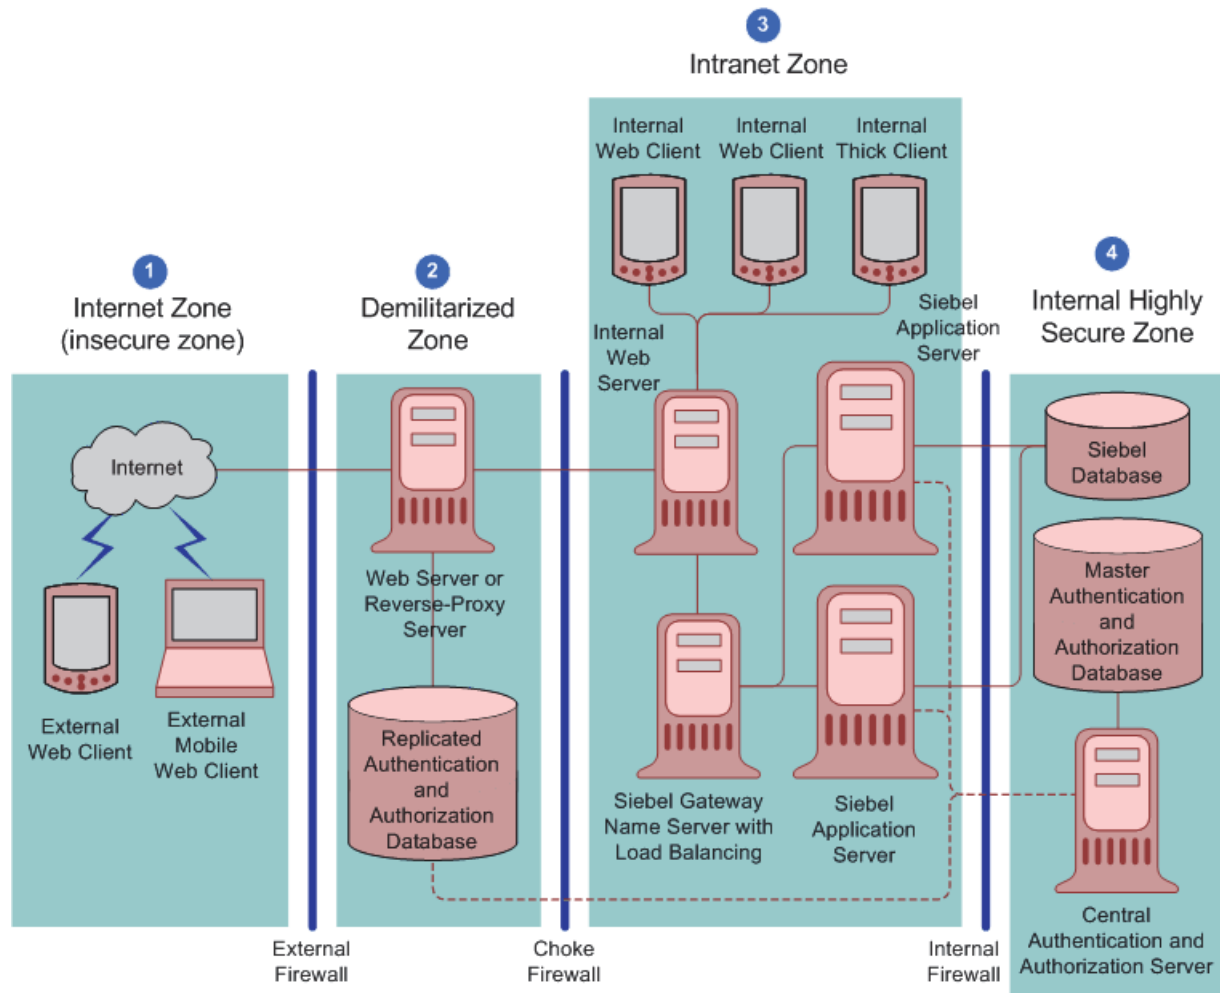 3
Intranet Zone
Internal
Web Client
Internal
Web Client
Internal
Thick Client
1
Internet Zone
(insecure zone)
2
Demilitarized
Zone
4
Internal Highly
Secure Zone
Internal
Web
Server
Siebel
Application
Server
Internet
External
Web Client
External
Mobile
Web Client
Web Server or
Reverse-Proxy
Server
Replicated
Authentication
and
Authorization
Database
Siebel Gateway
Name Server with
Load Balancing
Siebel
Application
Server
Siebel
Database
Master
Authentication
and
Authorization
Database
Central
Authentication and
Authorization Server
External
Firewall
Choke
Firewall
Internal
Firewall